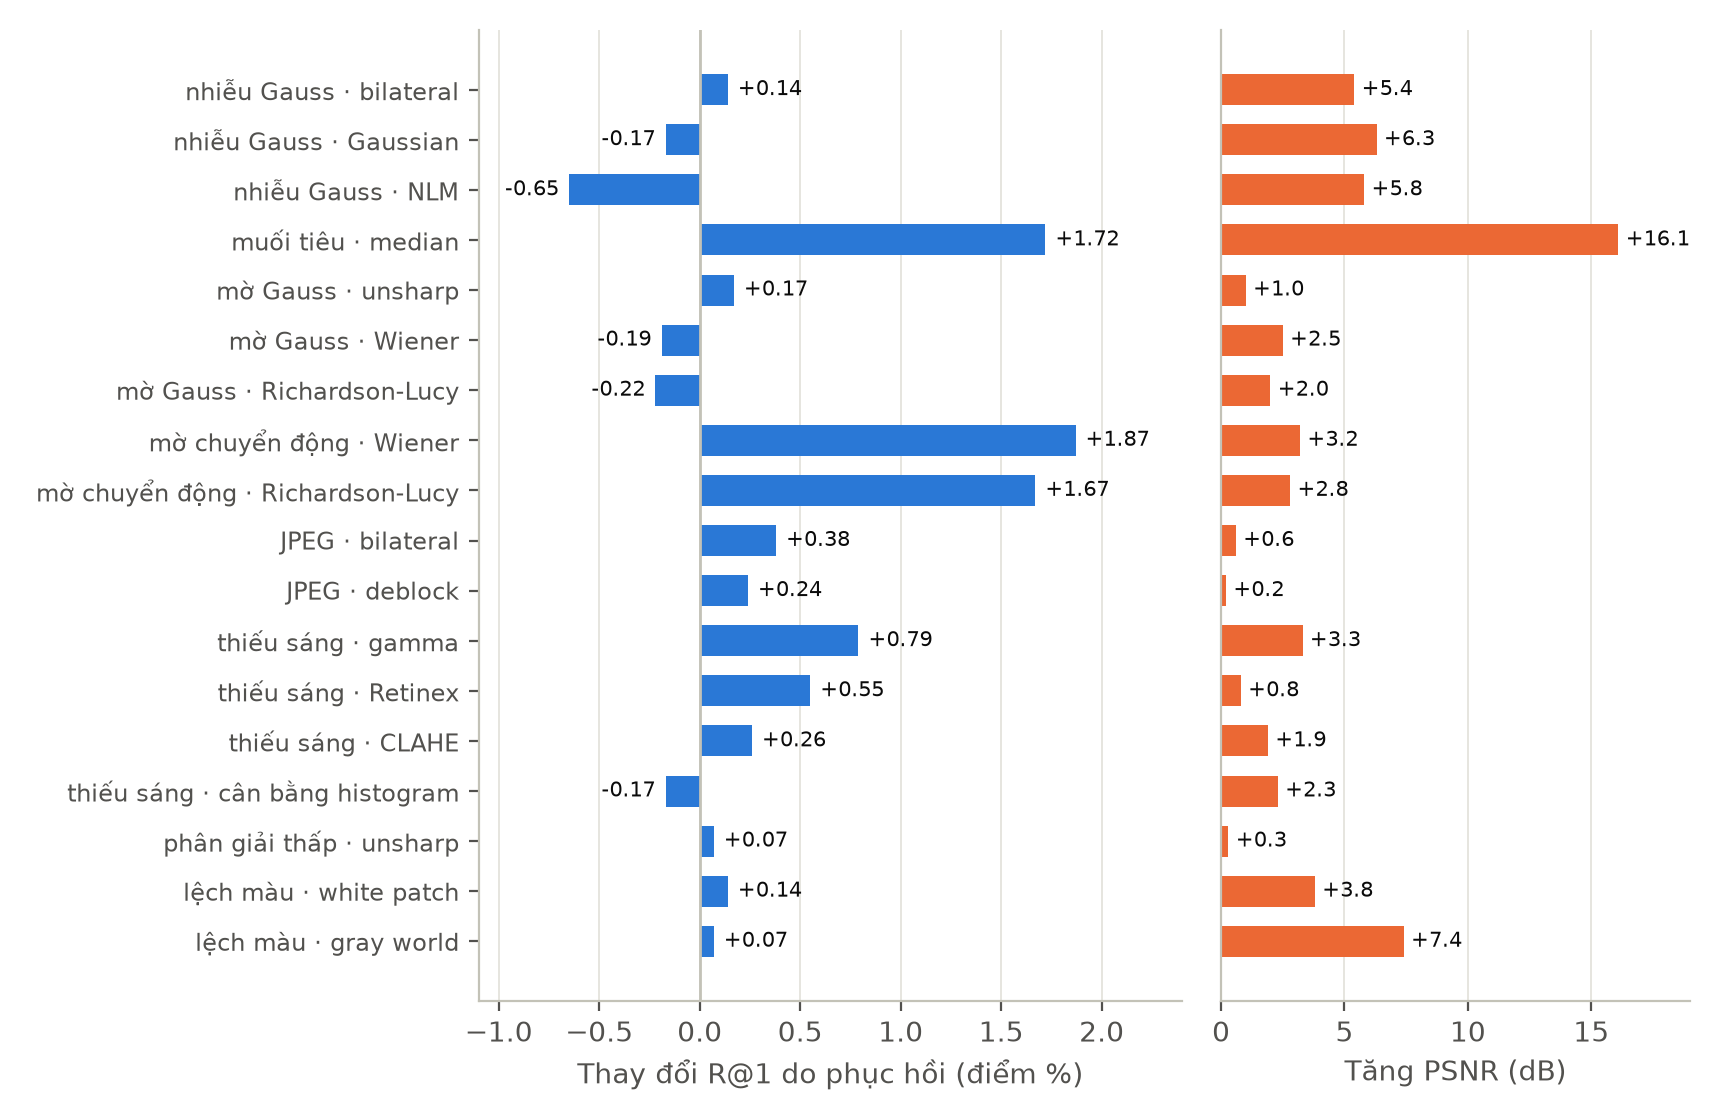 nhiễu Gauss · bilateral +0.14 +5.4
nhiễu Gauss · Gaussian -0.17 +6.3
nhiễu Gauss · NLM -0.65 +5.8
muối tiêu · median +1.72 +16.1
mờ Gauss · unsharp +0.17 +1.0
mờ Gauss · Wiener -0.19 +2.5
mờ Gauss · Richardson-Lucy -0.22 +2.0
mờ chuyển động · Wiener +1.87 +3.2
mờ chuyển động · Richardson-Lucy +1.67 +2.8
JPEG · bilateral +0.38 +0.6
JPEG · deblock +0.24 +0.2
thiếu sáng · gamma +0.79 +3.3
thiếu sáng · Retinex +0.55 +0.8
thiếu sáng · CLAHE +0.26 +1.9
thiếu sáng · cân bằng histogram -0.17 +2.3
phân giải thấp · unsharp +0.07 +0.3
lệch màu · white patch +0.14 +3.8
lệch màu · gray world +0.07 +7.4
−1.0 −0.5 0.0 0.5 1.0 1.5 2.0 0 5 10 15
Thay đổi R@1 do phục hồi (điểm %) Tăng PSNR (dB)